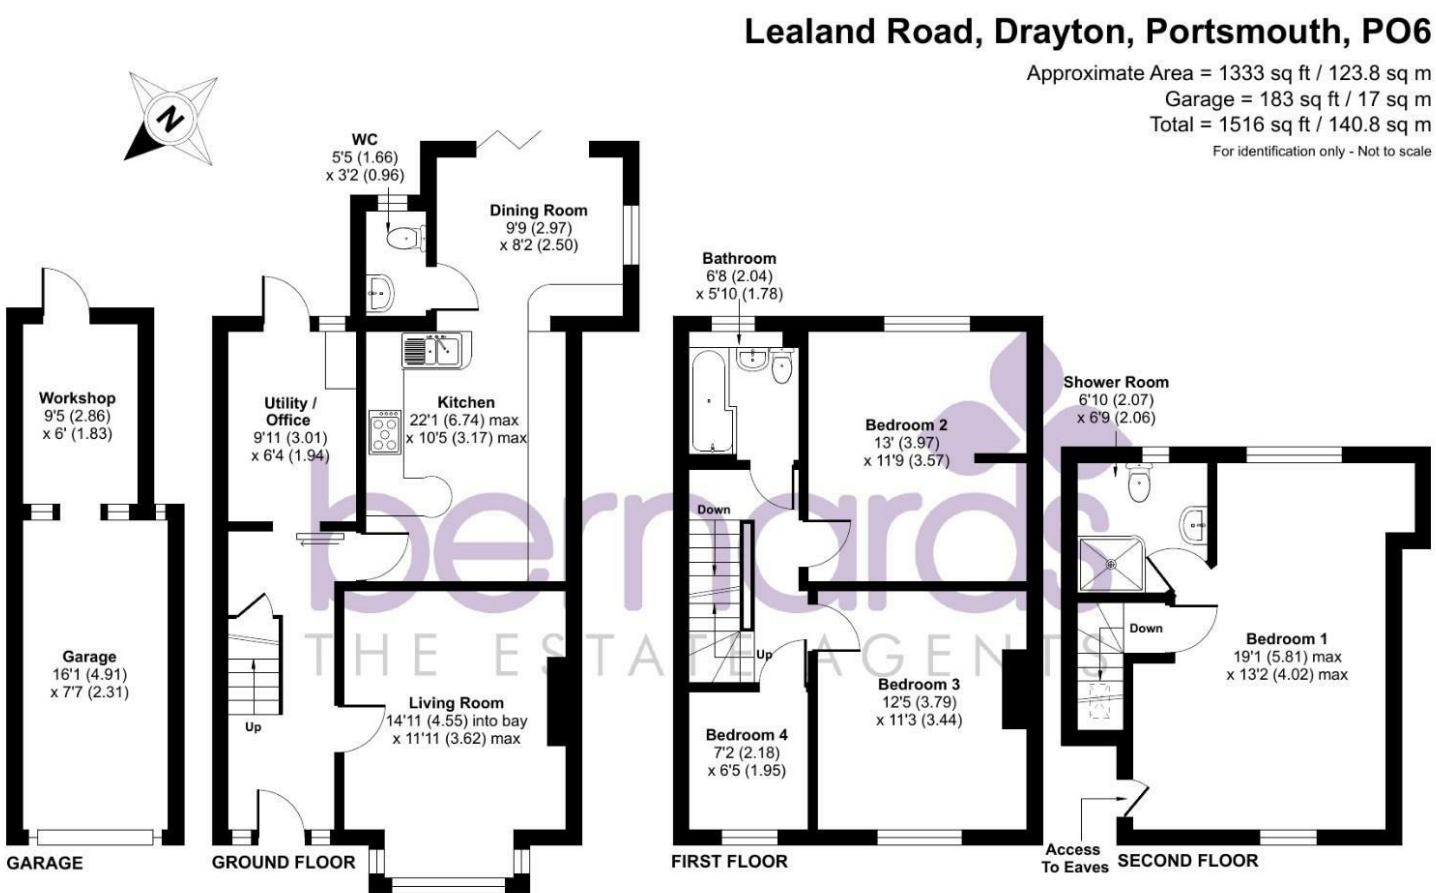 Lealand Road, Drayton, Portsmouth, PO6
Approximate Area = 1333 sq ft / 123.8 sq m
Garage = 183 sq ft / 17 sq m
Total = 1516 sq ft / 140.8 sq m
For identification only - Not to scale
N
WC
5'5 (1.66)
x 3'2 (0.96)
Dining Room
9'9 (2.97)
x 8'2 (2.50)
Workshop
9'5 (2.86)
x 6' (1.83)
Utility /
Office
9'11 (3.01)
x 6'4 (1.94)
Kitchen
22'1 (6.74) max
x 10'5 (3.17) max
Garage
16'1 (4.91)
x 7'7 (2.31)
Up
Living Room
14'11 (4.55) into bay
x 11'11 (3.62) max
GARAGE
GROUND FLOOR
Bathroom
6'8 (2.04)
x 5'10 (1.78)
Bedroom 2
13' (3.97)
x 11'9 (3.57)
Down
Up
Bedroom 3
12'5 (3.79)
x 11'3 (3.44)
Bedroom 4
7'2 (2.18)
x 6'5 (1.95)
FIRST FLOOR
Shower Room
6'10 (2.07)
x 6'9 (2.06)
Down
Bedroom 1
19'1 (5.81) max
x 13'2 (4.02) max
Access
To Eaves
SECOND FLOOR
bernards
THE ESTATE AGENTS